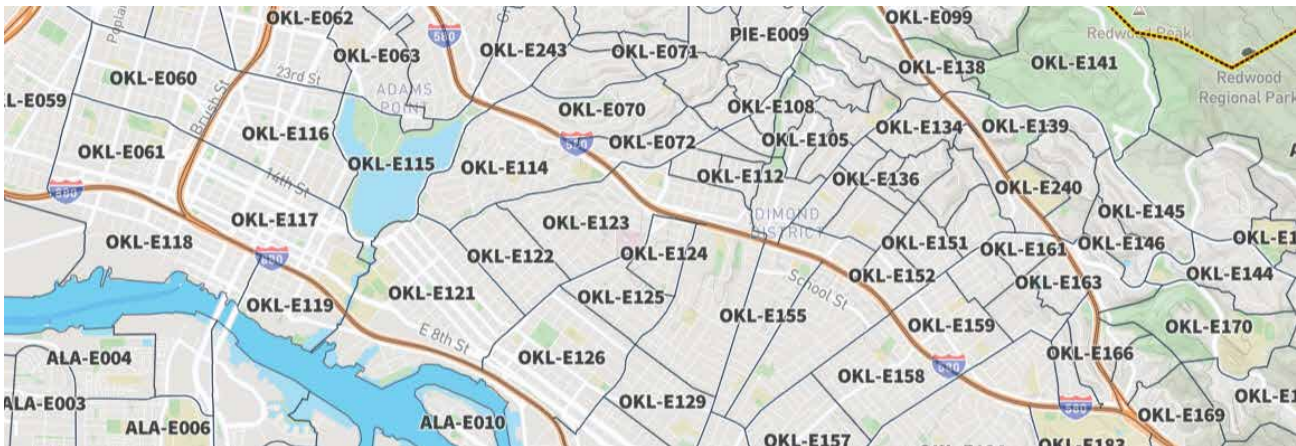 OKL-E062
OKL-E099
OKL-E063
OKL-E243
OKL-E071
PIE-E009
Redwood Peak
580
OKL-E060
23rd St
OKL-E138
OKL-E141
Redwood
Regional Park
ADAMS
POINT
OKL-E070
OKL-E108
Brush St
OKL-E116
OKL-E134
OKL-E139
OKL-E061
OKL-E115
OKL-E114
580
OKL-E072
OKL-E105
OKL-E112
OKL-E136
OKL-E240
880
14th St
OKL-E117
OKL-E123
DIMOND
DISTRICT
OKL-E145
OKL-E118
880
OKL-E122
OKL-E124
OKL-E151
OKL-E161
OKL-E146
OKL-E152
OKL-E163
OKL-E144
OKL-E119
OKL-E121
OKL-E125
School St
OKL-E155
OKL-E159
OKL-E170
E 8th St
ALA-E004
OKL-E126
OKL-E166
580
OKL-E158
ALA-E003
OKL-E129
580
OKL-E169
ALA-E006
ALA-E010
OKL-E157